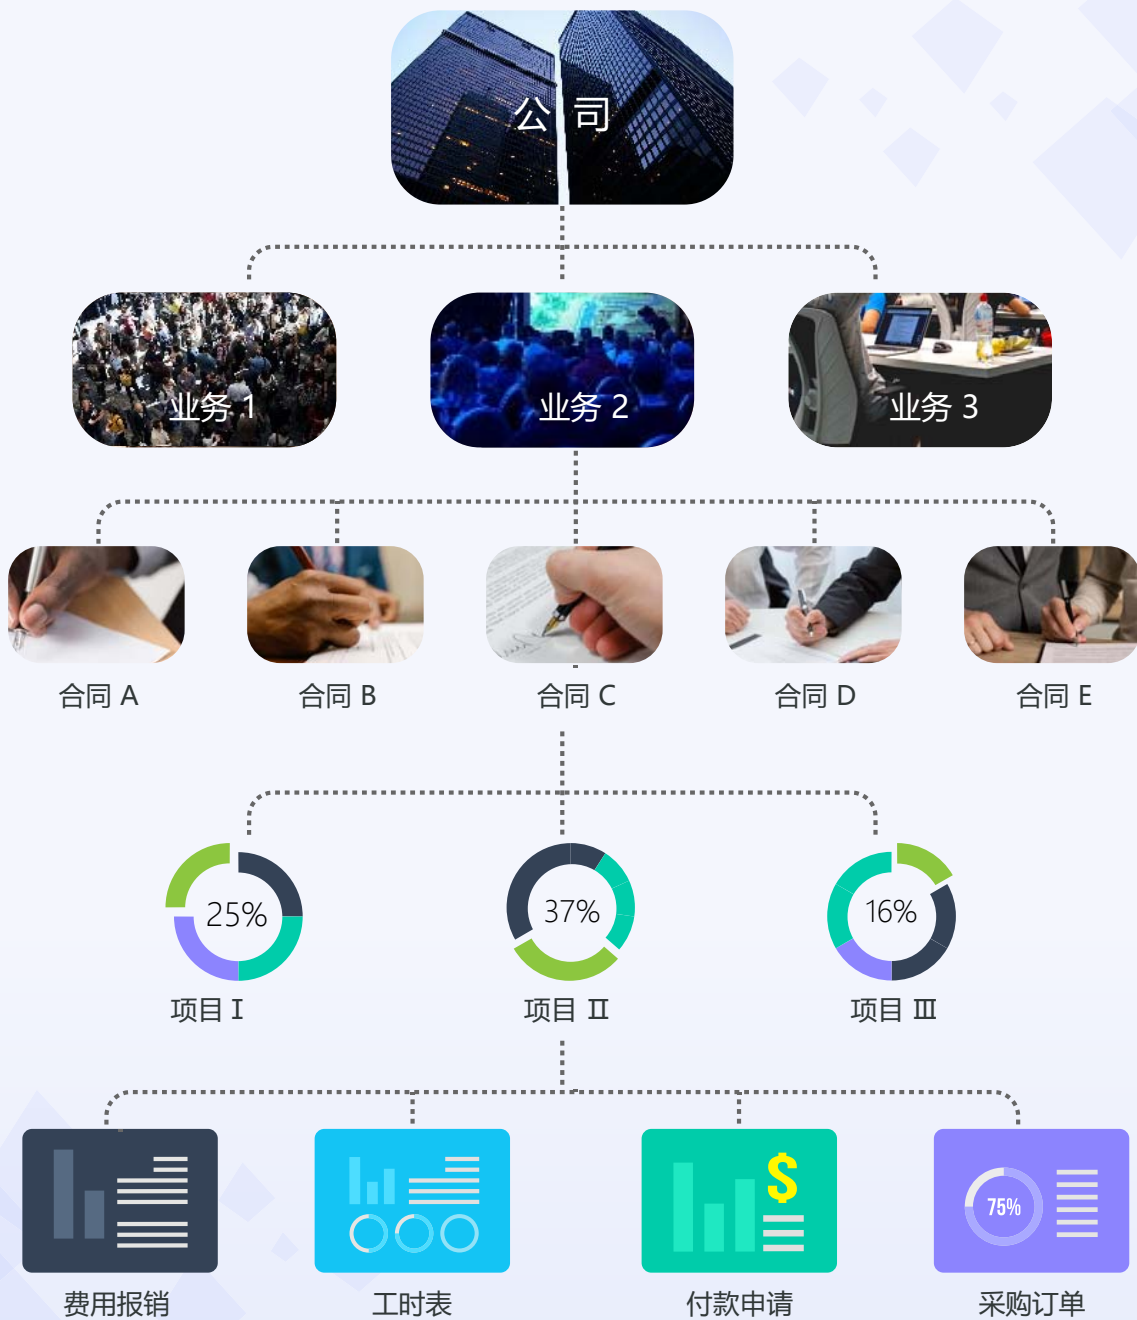 公 司
业务 1
业务 2
业务 3
合同 A
合同 B
合同 C
合同 D
合同 E
25%
37%
16%
项目 Ⅰ
项目 Ⅱ
项目 Ⅲ
$
75%
费用报销
工时表
付款申请
采购订单